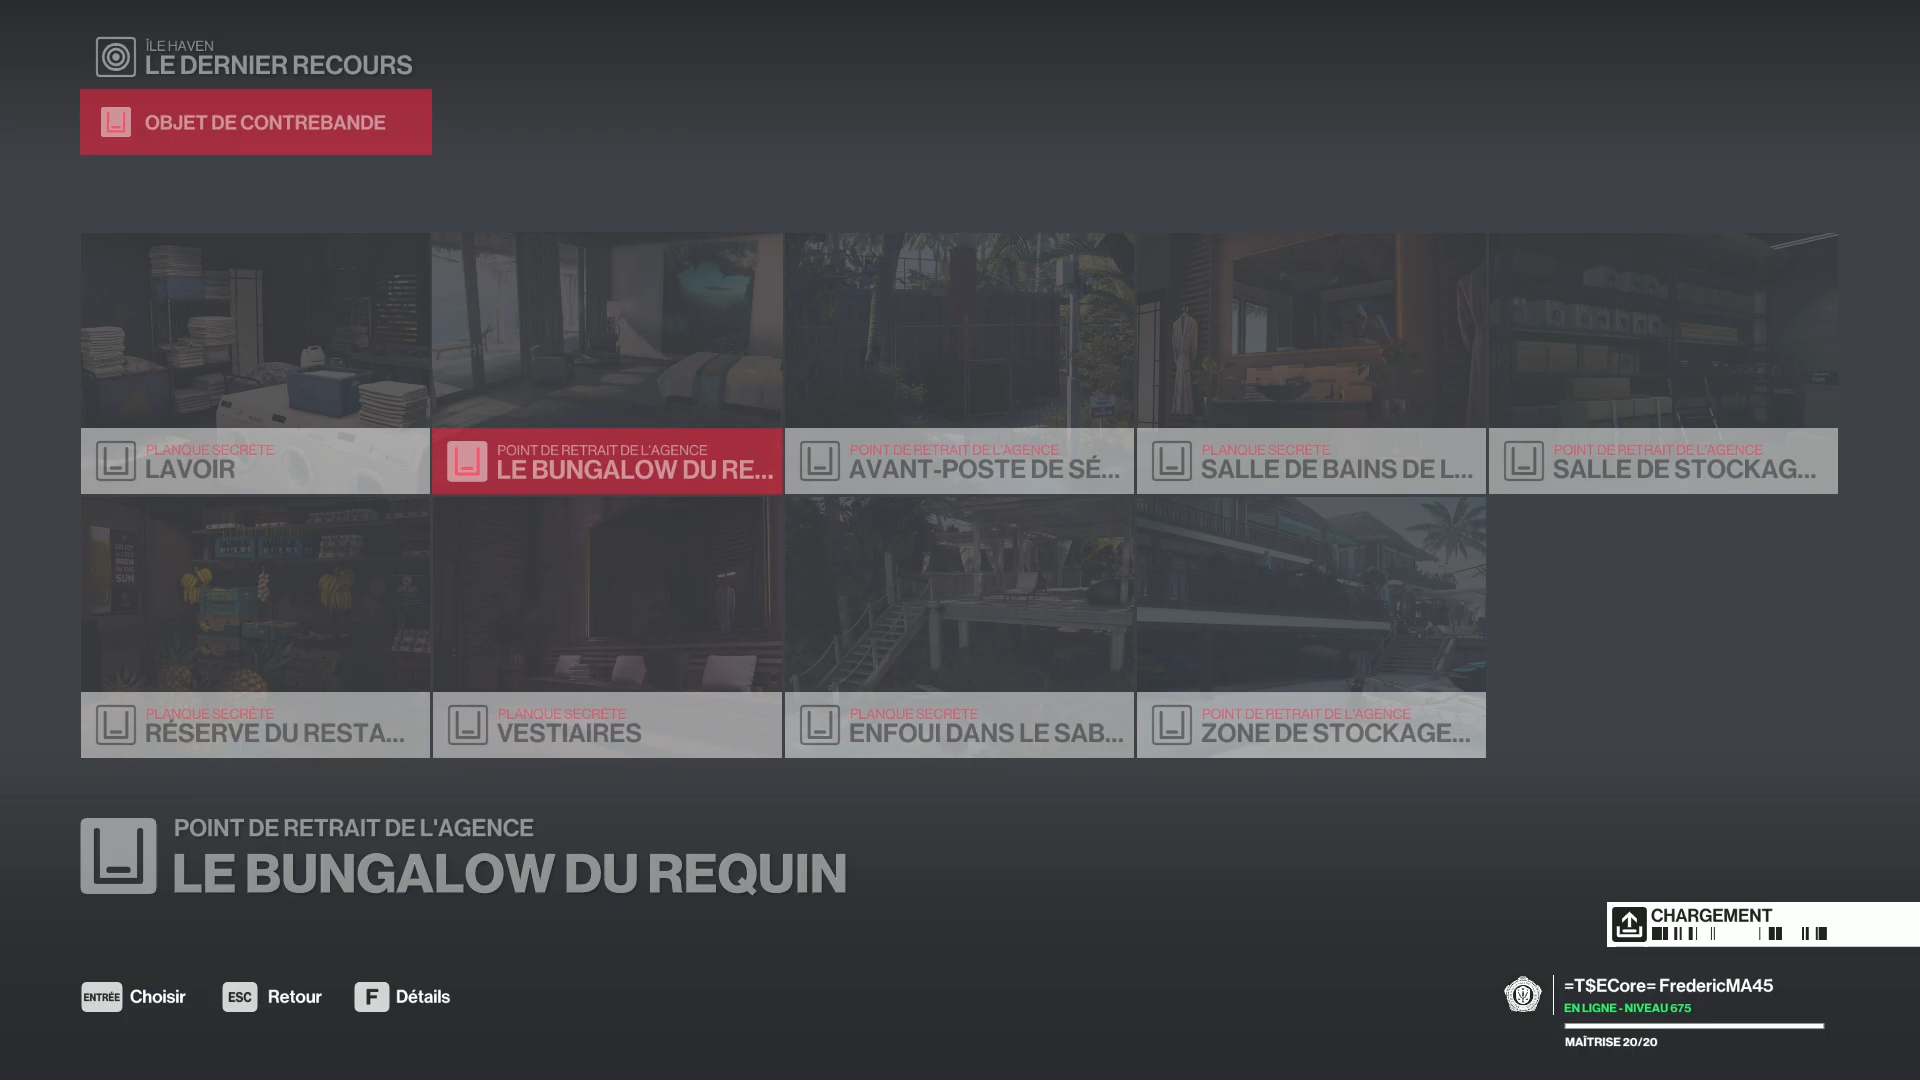 ÎLE HAVEN
LE DERNIER RECOURS
OBJET DE CONTREBANDE
PLANQUE SECRÈTE
LAVOIR
POINT DE RETRAIT DE L'AGENCE
LE BUNGALOW DU RE...
POINT DE RETRAIT DE L'AGENCE
AVANT-POSTE DE SÉ...
PLANQUE SECRÈTE
SALLE DE BAINS DE L...
POINT DE RETRAIT DE L'AGENCE
SALLE DE STOCKAG...
PLANQUE SECRÈTE
RÉSERVE DU RESTA...
PLANQUE SECRÈTE
VESTIAIRES
PLANQUE SECRÈTE
ENFOUI DANS LE SAB...
POINT DE RETRAIT DE L'AGENCE
ZONE DE STOCKAGE...
POINT DE RETRAIT DE L'AGENCE
LE BUNGALOW DU REQUIN
CHARGEMENT
ENTRÉE Choisir
ESC Retour
F Détails
=T$ECore= FredericMA45
EN LIGNE - NIVEAU 675
MAÎTRISE 20/20